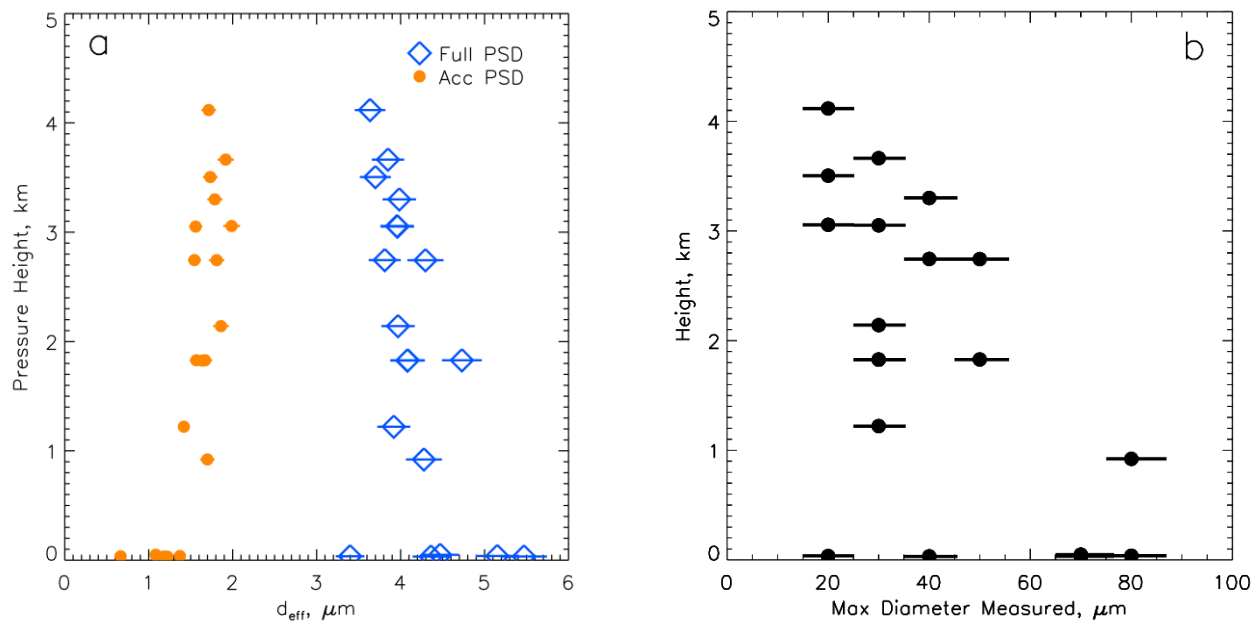 a
Full PSD
Acc PSD
5
4
3
2
1
0
Pressure Height, km
0 1 2 3 4 5 6
d_eff, μm
b
5
4
3
2
1
0
Height, km
0 20 40 60 80 100
Max Diameter Measured, μm